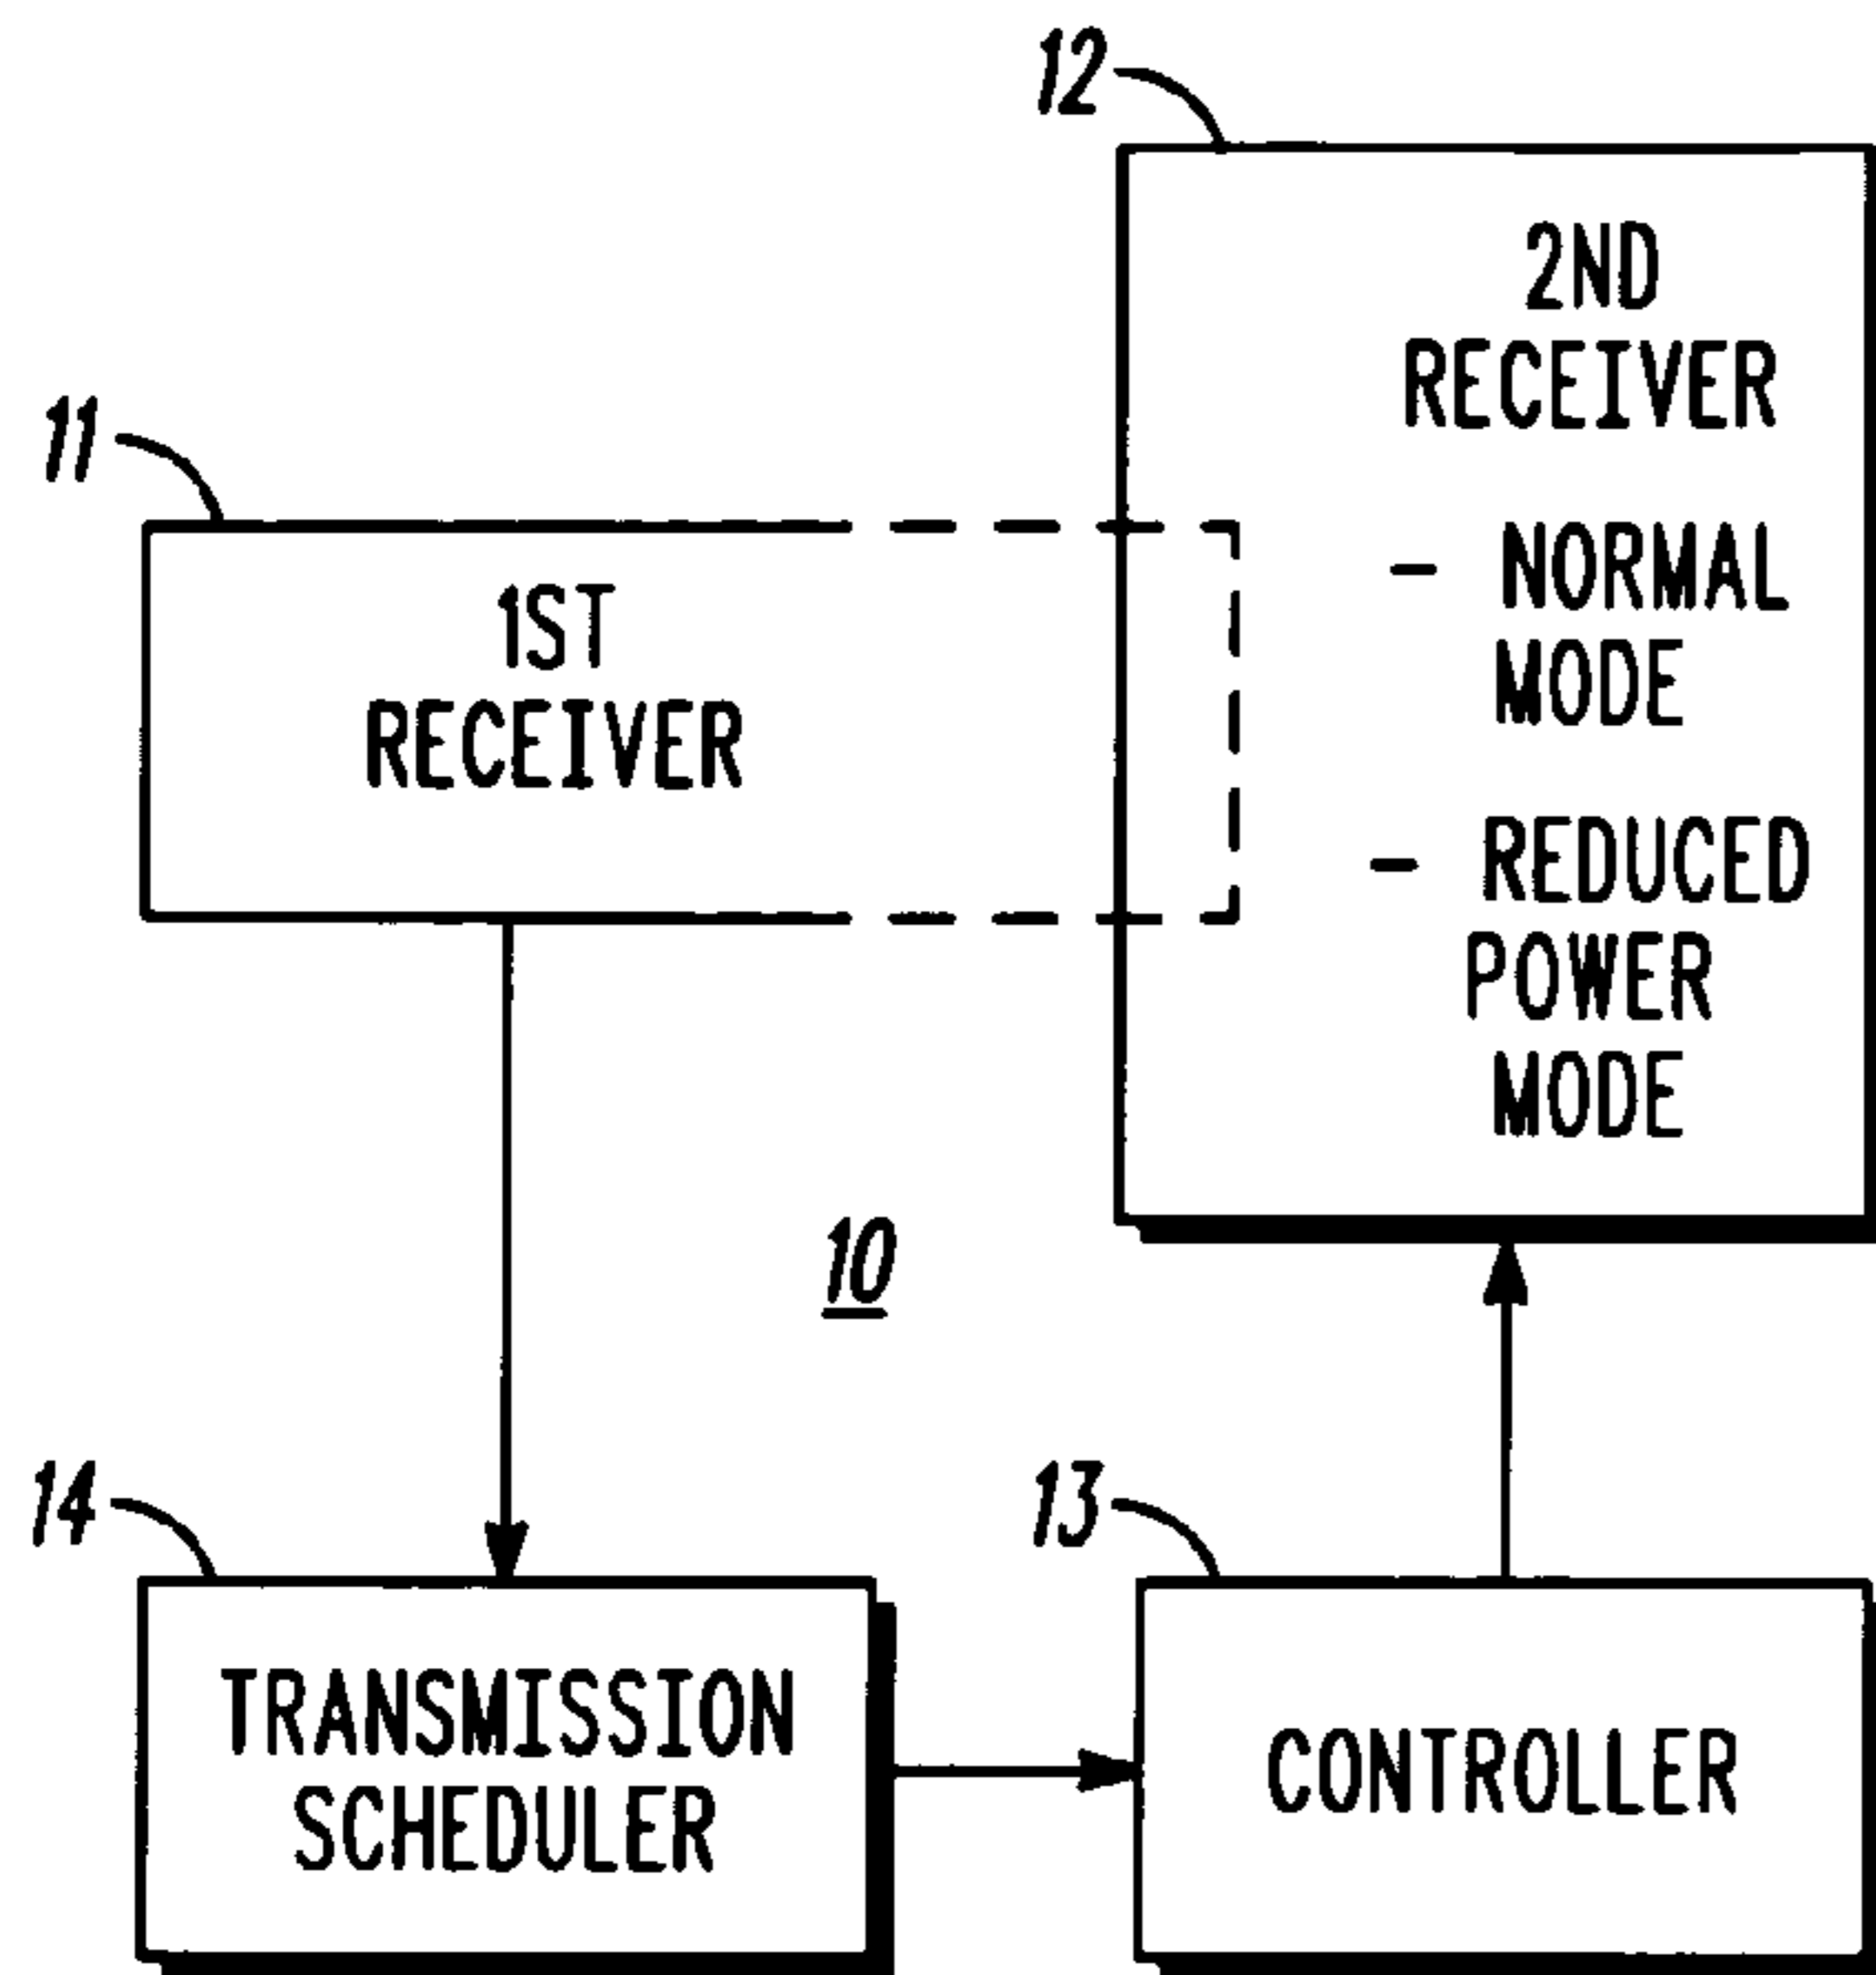 12
2ND
RECEIVER
- NORMAL
MODE
- REDUCED
POWER
MODE
11
1ST
RECEIVER
10
14
TRANSMISSION
SCHEDULER
13
CONTROLLER